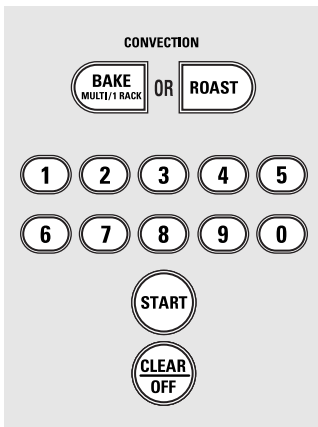 CONVECTION
BAKE OR ROAST
MULTI/1 RACK
1 2 3 4 5
6 7 8 9 0
START
CLEAR
OFF